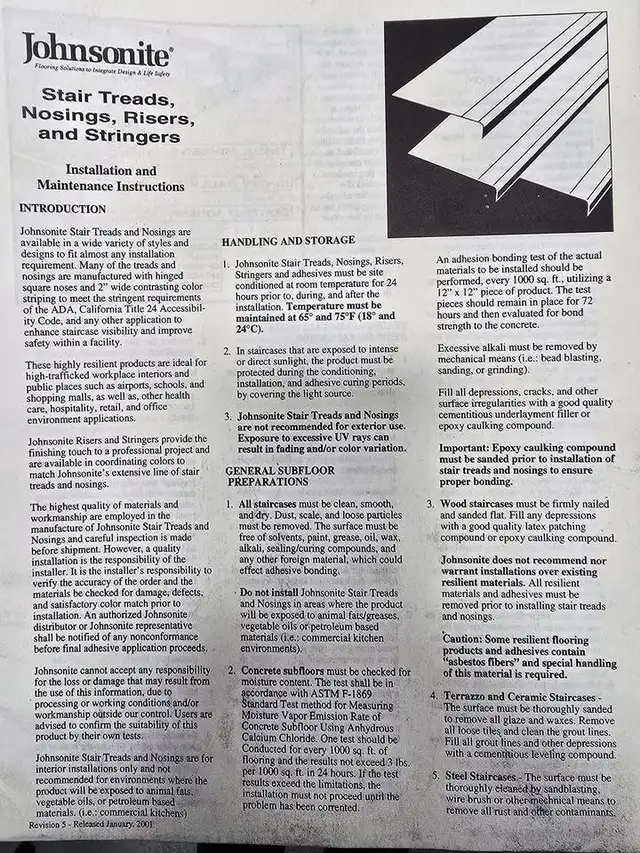 Johnsonite®
Flooring Solutions to Integrate Design & Life Safety
Stair Treads,
Nosings, Risers,
and Stringers
Installation and
Maintenance Instructions
INTRODUCTION
Johnsonite Stair Treads and Nosings are
available in a wide variety of styles and
designs to fit almost any installation
requirement. Many of the treads and
nosings are manufactured with hinged
square noses and 2" wide contrasting color
striping to meet the stringent requirements
of the ADA, California Title 24 Accessibil-
ity Code, and any other application to
enhance staircase visibility and improve
safety within a facility.
These highly resilient products are ideal for
high-trafficked workplace interiors and
public places such as airports, schools, and
shopping malls, as well as, other health
care, hospitality, retail, and office
environment applications.
Johnsonite Risers and Stringers provide the
finishing touch to a professional project and
are available in coordinating colors to
match Johnsonite's extensive line of stair
treads and nosings.
The highest quality of materials and
workmanship are employed in the
manufacture of Johnsonite Stair Treads and
Nosings and careful inspection is made
before shipment. However, a quality
installation is the responsibility of the
installer. It is the installer's responsibility to
verify the accuracy of the order and the
materials be checked for damage, defects,
and satisfactory color match prior to
installation. An authorized Johnsonite
distributor or Johnsonite representative
shall be notified of any nonconformance
before final adhesive application proceeds.
Johnsonite cannot accept any responsibility
for the loss or damage that may result from
the use of this information, due to
processing or working conditions and/or
workmanship outside our control. Users are
advised to confirm the suitability of this
product by their own tests.
Johnsonite Stair Treads and Nosings are for
interior installations only and not
recommended for environments where the
product will be exposed to animal fats,
vegetable oils, or petroleum based
materials. (i.e.: commercial kitchens)
Revision 5 - Released January, 2001
HANDLING AND STORAGE
1. Johnsonite Stair Treads, Nosings, Risers,
Stringers and adhesives must be site
conditioned at room temperature for 24
hours prior to, during, and after the
installation. Temperature must be
maintained at 65° and 75°F (18° and
24°C).
2. In staircases that are exposed to intense
or direct sunlight, the product must be
protected during the conditioning,
installation, and adhesive curing periods,
by covering the light source.
3. Johnsonite Stair Treads and Nosings
are not recommended for exterior use.
Exposure to excessive UV rays can
result in fading and/or color variation.
GENERAL SUBFLOOR
PREPARATIONS
1. All staircases must be clean, smooth,
and dry. Dust, scale, and loose particles
must be removed. The surface must be
free of solvents, paint, grease, oil, wax,
alkali, sealing/curing compounds, and
any other foreign material, which could
effect adhesive bonding.
Do not install Johnsonite Stair Treads
and Nosings in areas where the product
will be exposed to animal fats/greases,
vegetable oils or petroleum based
materials (i.e.: commercial kitchen
environments).
2. Concrete subfloors must be checked for
moisture content. The test shall be in
accordance with ASTM F-1869
Standard Test method for Measuring
Moisture Vapor Emission Rate of
Concrete Subfloor Using Anhydrous
Calcium Chloride. One test should be
Conducted for every 1000 sq. ft. of
flooring and the results not exceed 3 lbs.
per 1000 sq. ft. in 24 hours. If the test
results exceed the limitations, the
installation must not proceed until the
problem has been corrented.
An adhesion bonding test of the actual
materials to be installed should be
performed, every 1000 sq. ft., utilizing a
12" x 12" piece of product. The test
pieces should remain in place for 72
hours and then evaluated for bond
strength to the concrete.
Excessive alkali must be removed by
mechanical means (i.e.: bead blasting,
sanding, or grinding).
Fill all depressions, cracks, and other
surface irregularities with a good quality
cementitious underlayment filler or
epoxy caulking compound.
Important: Epoxy caulking compound
must be sanded prior to installation of
stair treads and nosings to ensure
proper bonding.
3. Wood staircases must be firmly nailed
and sanded flat. Fill any depressions
with a good quality latex patching
compound or epoxy caulking compound.
Johnsonite does not recommend nor
warrant installations over existing
resilient materials. All resilient
materials and adhesives must be
removed prior to installing stair treads
and nosings.
Caution: Some resilient flooring
products and adhesives contain
"asbestos fibers" and special handling
of this material is required.
4. Terrazzo and Ceramic Staircases -
The surface must be thoroughly sanded
to remove all glaze and waxes. Remove
all loose tiles and clean the grout lines.
Fill all grout lines and other depressions
with a cementitious leveling compound.
5. Steel Staircases - The surface must be
thoroughly cleaned by sandblasting,
wire brush or other mechnical means to
remove all rust and other contaminants.